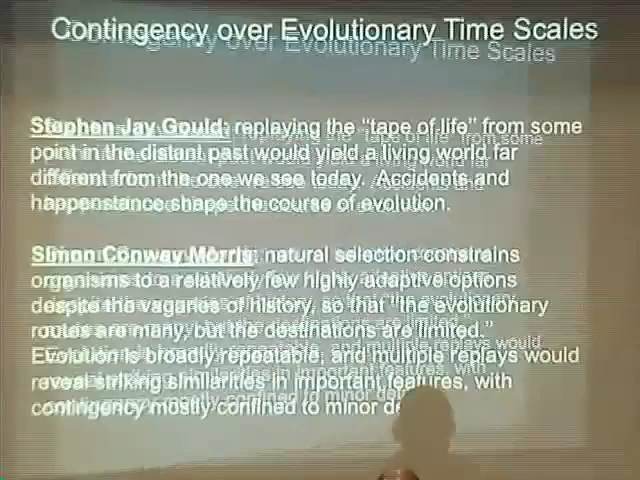 Contingency over Evolutionary Time Scales
Stephen Jay Gould: replaying the “tape of life” from some
point in the distant past would yield a living world far
different from the one we see today. Accidents and
happenstance shape the course of evolution.
Simon Conway Morris: natural selection constrains
organisms to a relatively few highly adaptive options
despite the vagaries of history, so that “the evolutionary
routes are many, but the destinations are limited.”
Evolution is broadly repeatable, and multiple replays would
reveal striking similarities in important features, with
contingency mostly confined to minor